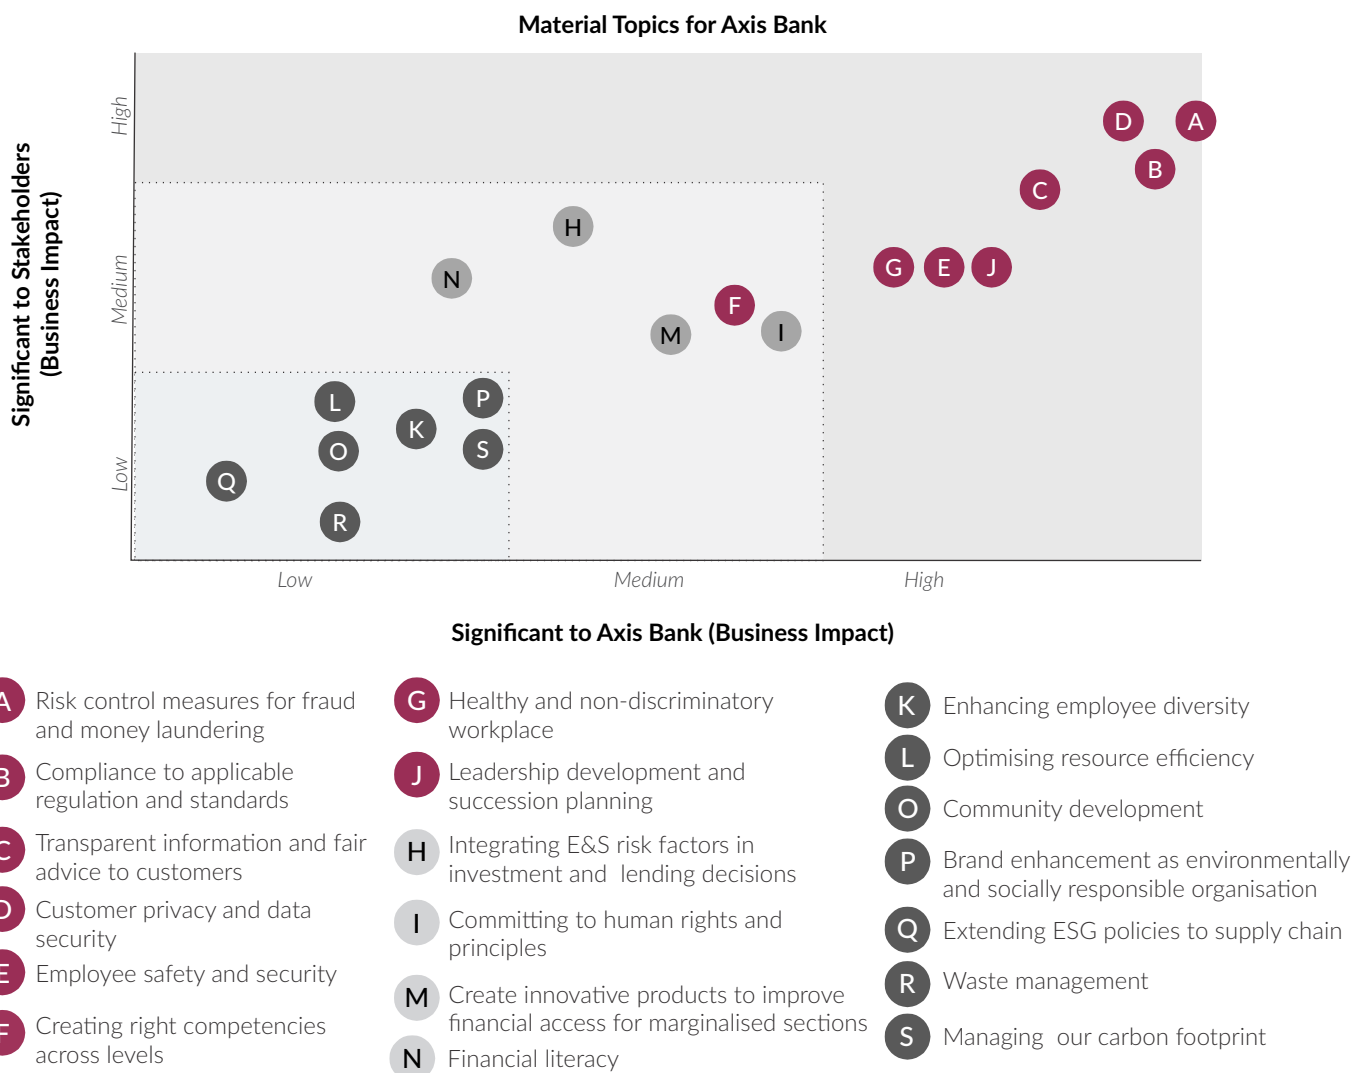 Material Topics for Axis Bank
Significant to Stakeholders
(Business Impact)
High
Medium
Low
D
A
B
C
H
G
E
J
N
F
M
I
L
P
K
O
S
Q
R
Low
Medium
High
Significant to Axis Bank (Business Impact)
A
Risk control measures for fraud
and money laundering
B
Compliance to applicable
regulation and standards
C
Transparent information and fair
advice to customers
D
Customer privacy and data
security
E
Employee safety and security
F
Creating right competencies
across levels
G
Healthy and non-discriminatory
workplace
J
Leadership development and
succession planning
H
Integrating E&S risk factors in
investment and lending decisions
I
Committing to human rights and
principles
M
Create innovative products to improve
financial access for marginalised sections
N
Financial literacy
K
Enhancing employee diversity
L
Optimising resource efficiency
O
Community development
P
Brand enhancement as environmentally
and socially responsible organisation
Q
Extending ESG policies to supply chain
R
Waste management
S
Managing our carbon footprint